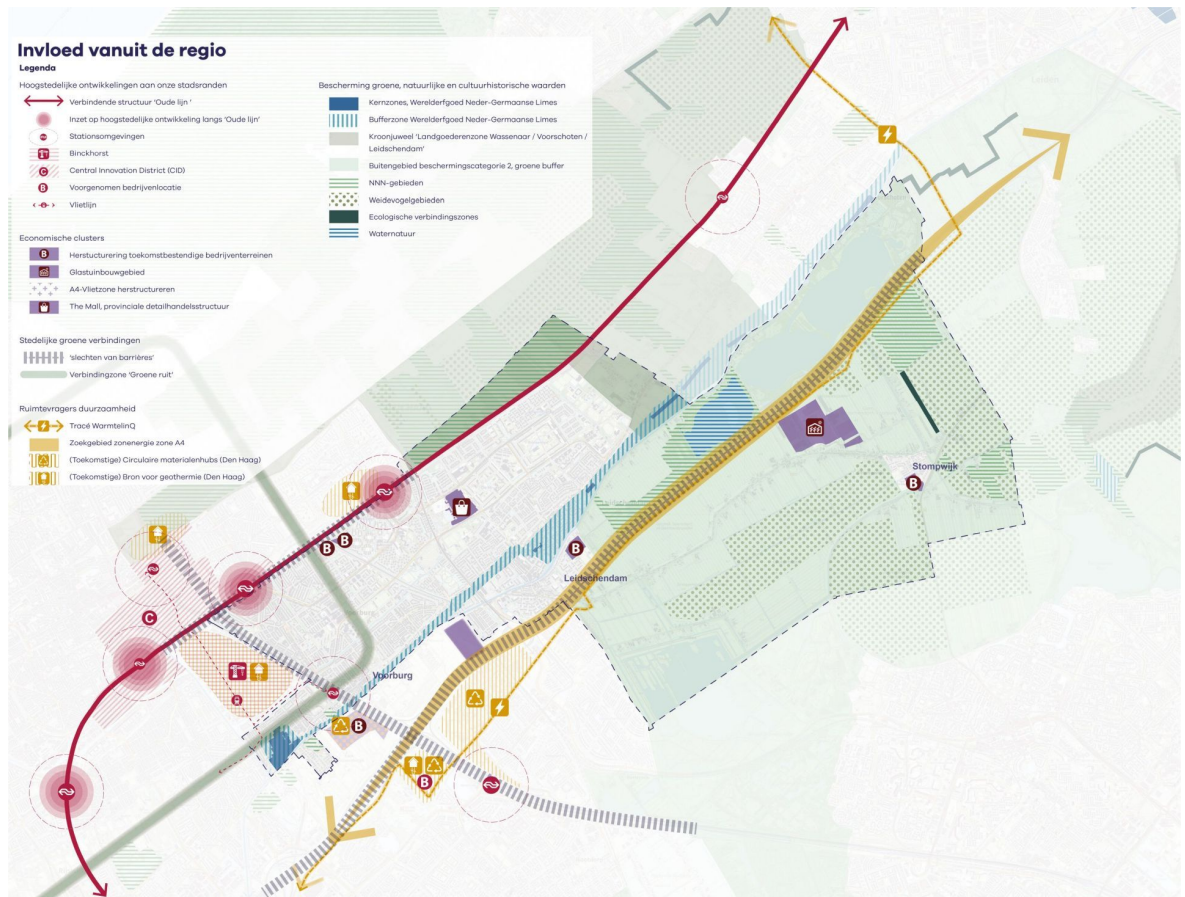 Invloed vanuit de regio
Legenda
Hoogstedelijke ontwikkelingen aan onze stadsranden
Verbindende structuur 'Oude lijn '
Inzet op hoogstedelijke ontwikkeling langs 'Oude lijn'
Stationsomgevingen
Binckhorst
C
Central Innovation District (CID)
B
Voorgenomen bedrijvenlocatie
Vlietlijn
Economische clusters
B
Herstucturering toekomstbestendige bedrijventerreinen
Glastuinbouwgebied
A4-Vlietzone herstructureren
The Mall, provinciale detailhandelsstructuur
Stedelijke groene verbindingen
'slechten van barrières'
Verbindingzone 'Groene ruit'
Ruimtevragers duurzaamheid
Tracé WarmtelinQ
Zoekgebied zonenergie zone A4
(Toekomstige) Circulaire materialenhubs (Den Haag)
(Toekomstige) Bron voor geothermie (Den Haag)
Bescherming groene, natuurlijke en cultuurhistorische waarden
Kernzones, Werelderfgoed Neder-Germaanse Limes
Bufferzone Werelderfgoed Neder-Germaanse Limes
Kroonjuweel 'Landgoederenzone Wassenaar / Voorschoten /
Leidschendam'
Buitengebied beschermingscategorie 2, groene buffer
NNN-gebieden
Weidevogelgebieden
Ecologische verbindingszones
Waternatuur
Stompwijk
B
B B
B
Leidschendam
C
Voorburg
B
B